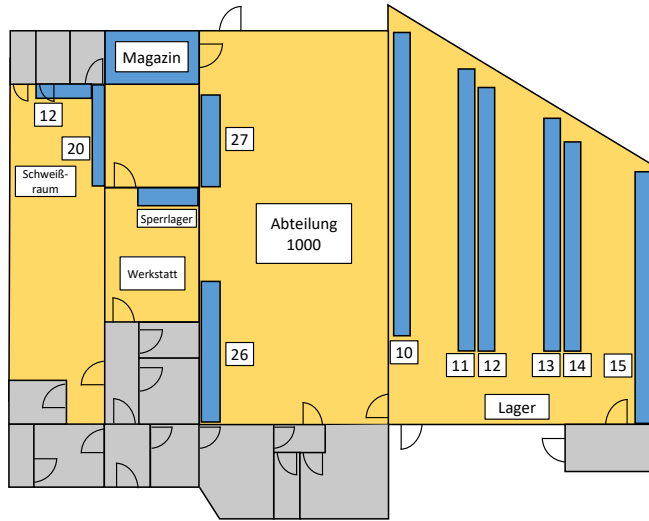 Magazin
12
20
27
Schweiß-
raum
Sperrlager
Abteilung
1000
Werkstatt
26
10
11
12
13
14
15
Lager